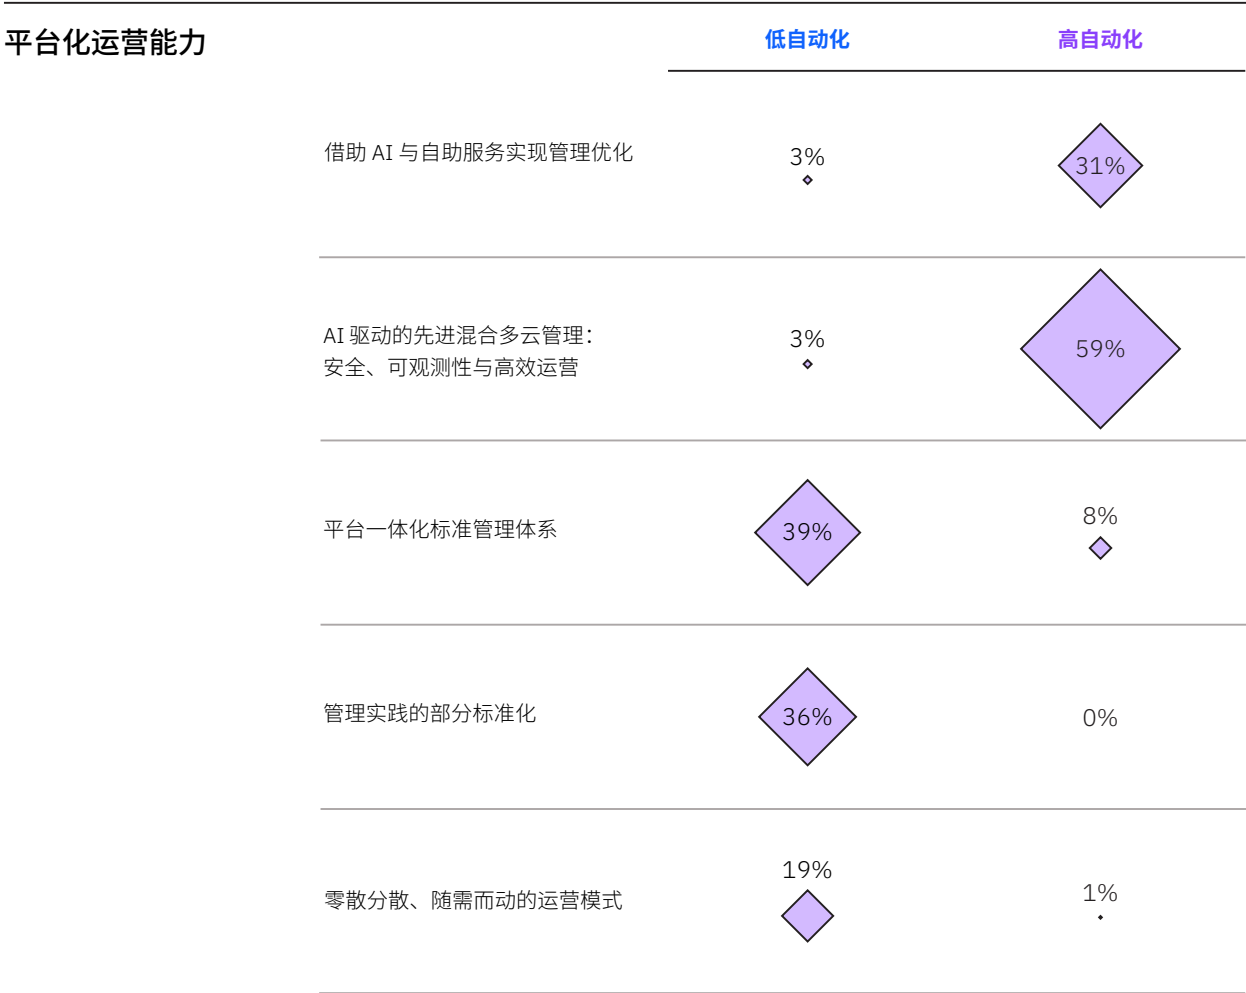 平台化运营能力
低自动化
高自动化
借助 AI 与自助服务实现管理优化
3%
31%
AI 驱动的先进混合多云管理：
安全、可观测性与高效运营
3%
59%
平台一体化标准管理体系
39%
8%
管理实践的部分标准化
36%
0%
零散分散、随需而动的运营模式
19%
1%